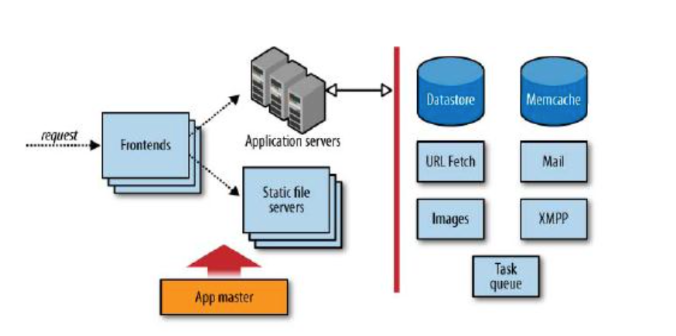 request
Frontends
Application servers
Static file
servers
App master
Datastore
Memcache
URL Fetch
Mail
Images
XMPP
Task
queue